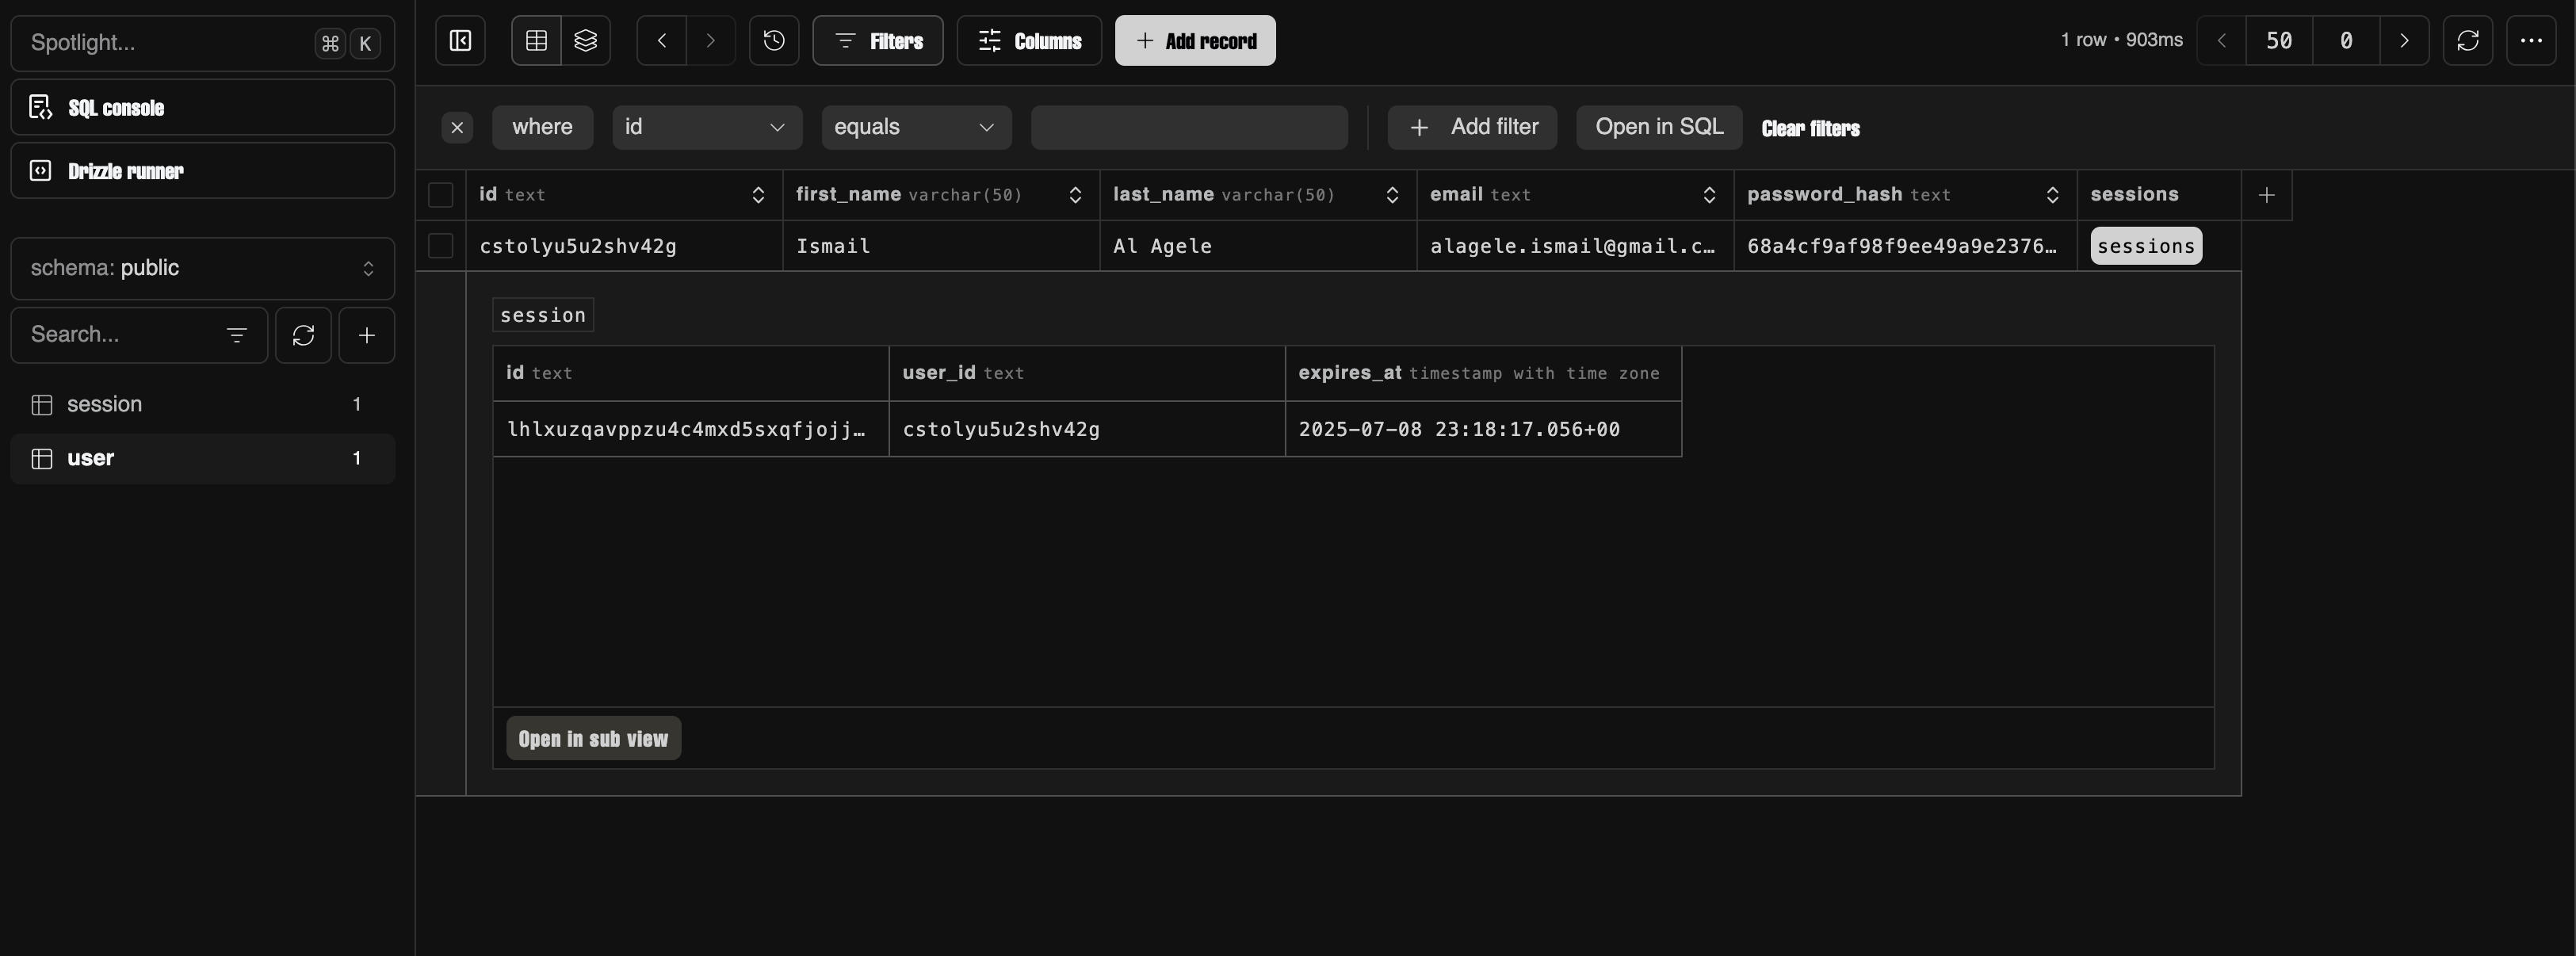 Spotlight... ⌘ K
SQL console
Drizzle runner
schema: public
Search...
session 1
user 1
Filters Columns + Add record 1 row • 903ms 50 0
where id equals + Add filter Open in SQL Clear filters
id text first_name varchar(50) last_name varchar(50) email text password_hash text sessions
cstolyu5u2shv42g Ismail Al Agele alagele.ismail@gmail.c… 68a4cf9af98f9ee49a9e2376… sessions
session
id text user_id text expires_at timestamp with time zone
lhlxuzqavppzu4c4mxd5sxqfjojj… cstolyu5u2shv42g 2025-07-08 23:18:17.056+00
Open in sub view